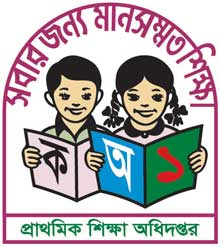 সবার জন্য মানসম্মত শিক্ষা
ক অ ১
প্রাথমিক শিক্ষা অধিদপ্তর